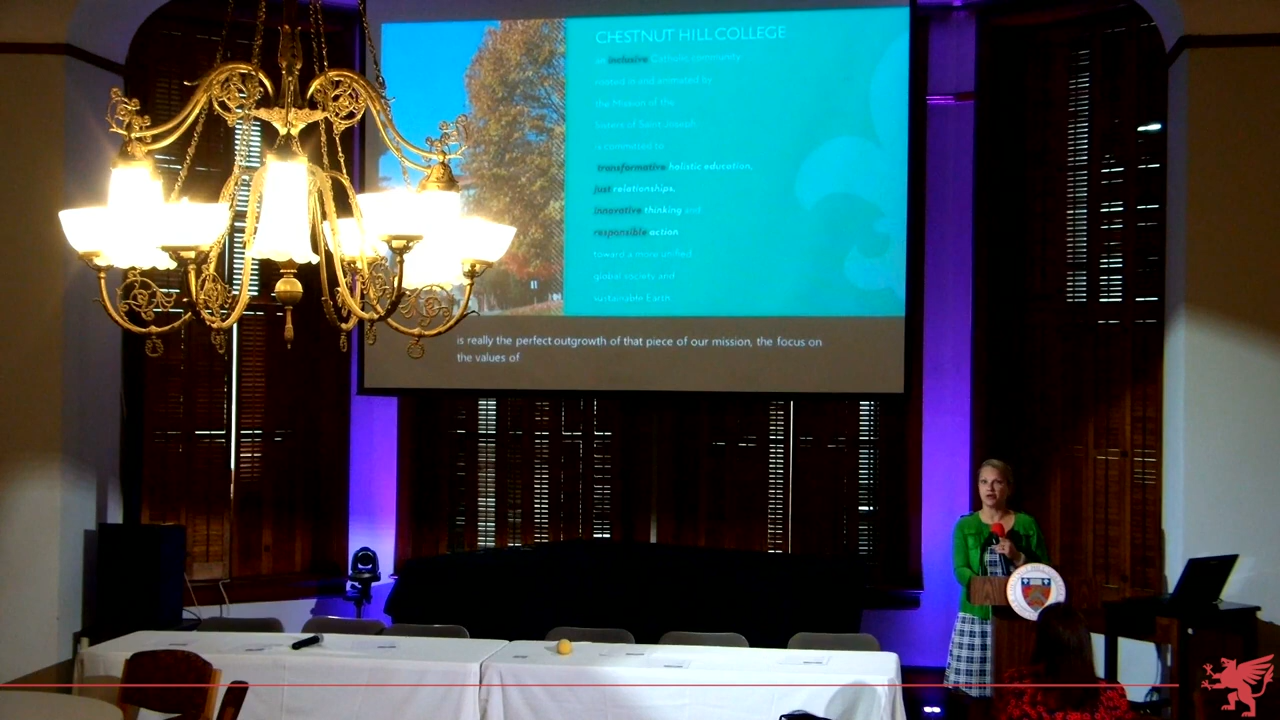 CHESTNUT HILL COLLEGE
an inclusive Catholic community
rooted in and animated by
the Mission of the
Sisters of Saint Joseph
is committed to
transformative holistic education,
just relationships,
innovative thinking and
responsible action
toward a more unified
global society and
sustainable Earth
is really the perfect outgrowth of that piece of our mission, the focus on
the values of